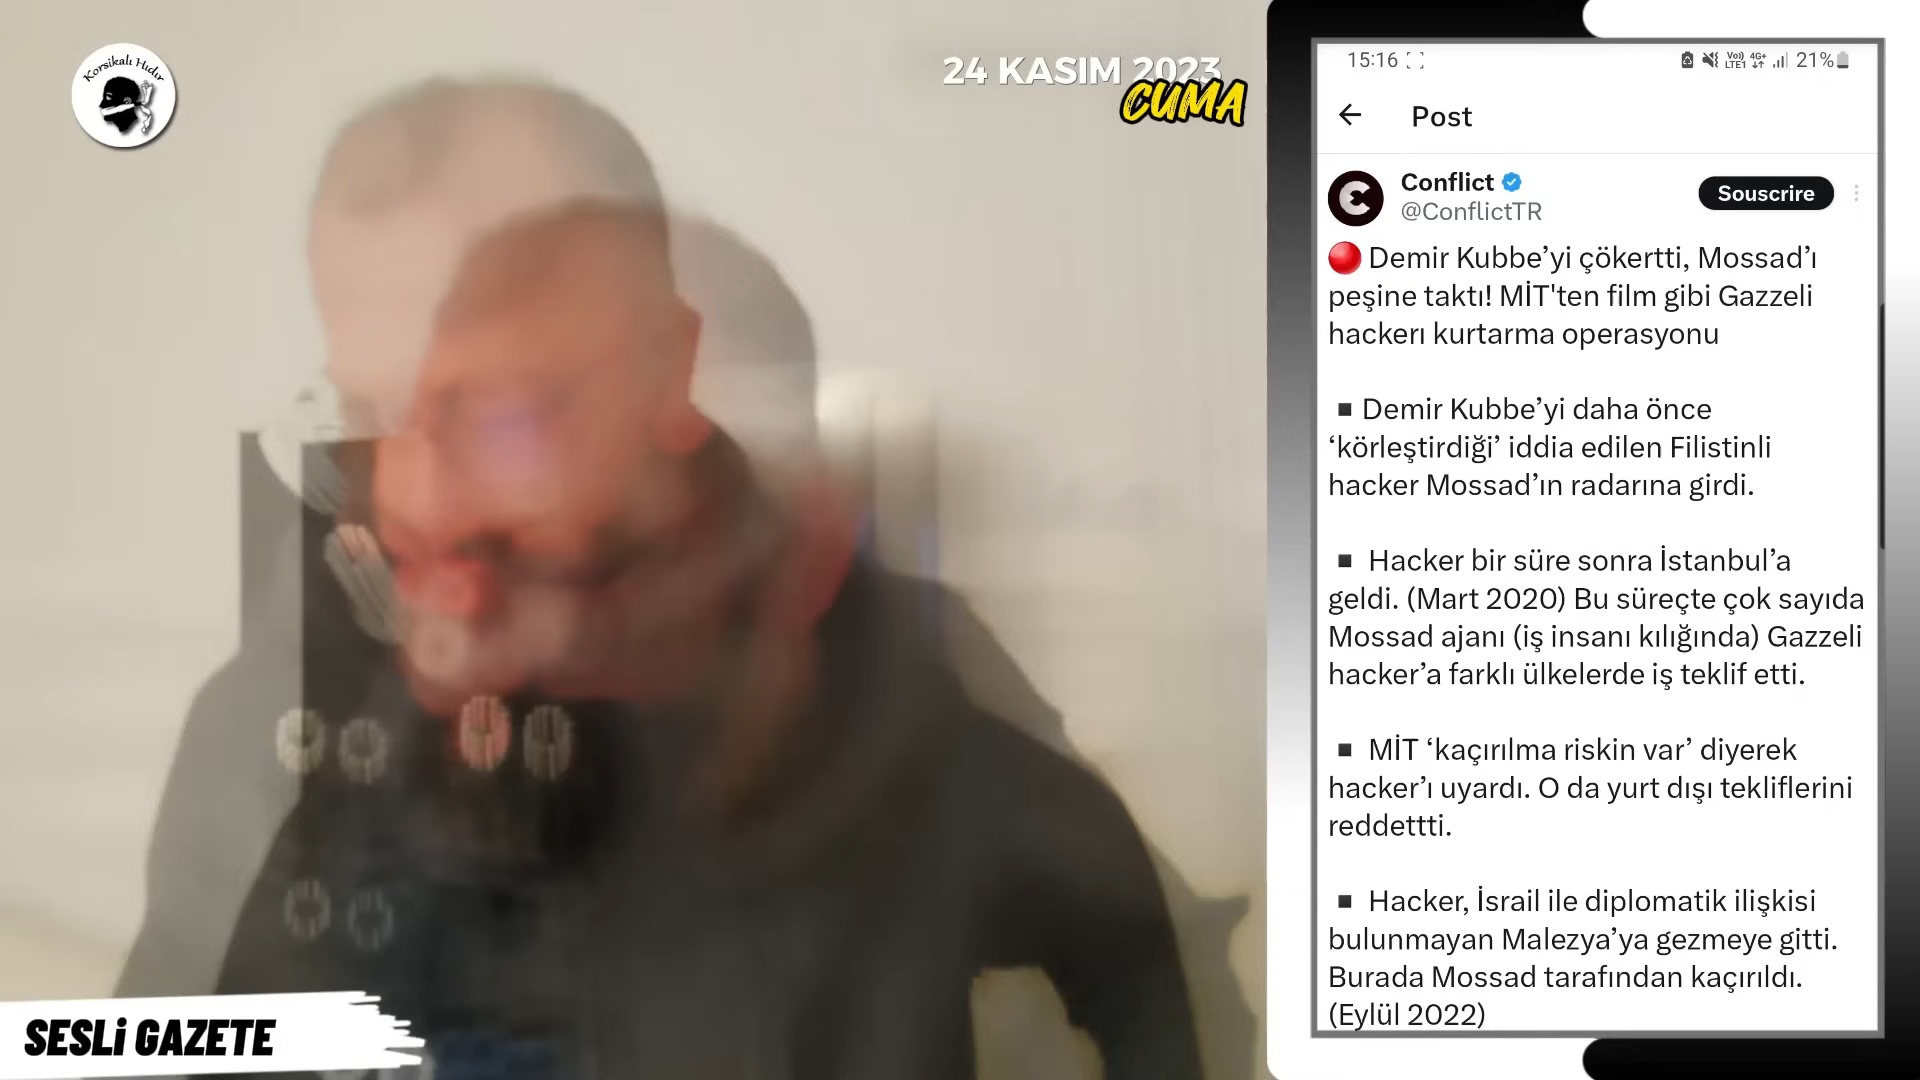 Korsikalı Hıdır
24 KASIM 2023
CUMA
SESLİ GAZETE
15:16
Vo))
LTE1
4G+
21%
Post
Conflict
@ConflictTR
Souscrire
Demir Kubbe’yi çökertti, Mossad’ı
peşine taktı! MİT'ten film gibi Gazzeli
hackerı kurtarma operasyonu
▪Demir Kubbe’yi daha önce
‘körleştirdiği’ iddia edilen Filistinli
hacker Mossad’ın radarına girdi.
▪ Hacker bir süre sonra İstanbul’a
geldi. (Mart 2020) Bu süreçte çok sayıda
Mossad ajanı (iş insanı kılığında) Gazzeli
hacker’a farklı ülkelerde iş teklif etti.
▪ MİT ‘kaçırılma riskin var’ diyerek
hacker’ı uyardı. O da yurt dışı tekliflerini
reddettti.
▪ Hacker, İsrail ile diplomatik ilişkisi
bulunmayan Malezya’ya gezmeye gitti.
Burada Mossad tarafından kaçırıldı.
(Eylül 2022)